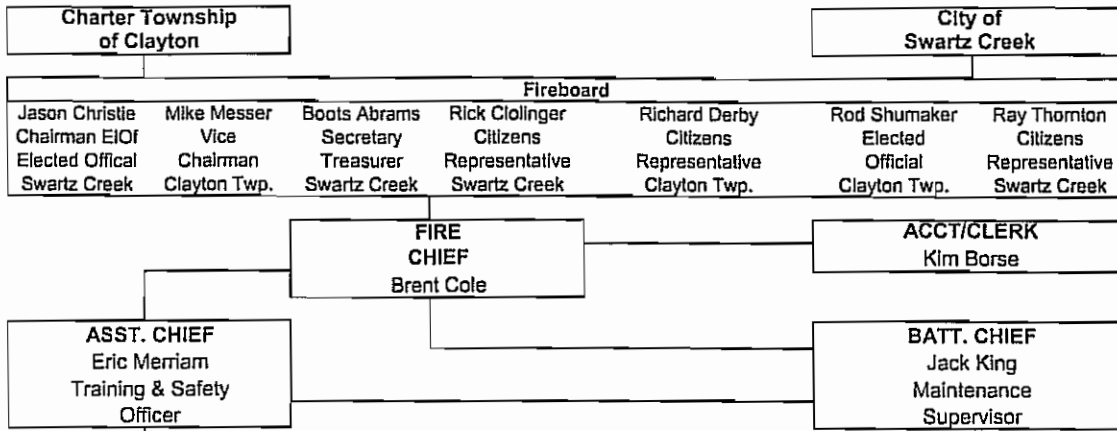 Charter Township
of Clayton
City of
Swartz Creek
Fireboard
Jason Christie
Chairman ElOf
Elected Offical
Swartz Creek
Mike Messer
Vice
Chairman
Clayton Twp.
Boots Abrams
Secretary
Treasurer
Swartz Creek
Rick Clolinger
Citizens
Representative
Swartz Creek
Richard Derby
Citizens
Representative
Clayton Twp.
Rod Shumaker
Elected
Official
Clayton Twp.
Ray Thornton
Citizens
Representative
Swartz Creek
FIRE
CHIEF
Brent Cole
ACCT/CLERK
Kim Borse
ASST. CHIEF
Eric Merriam
Training & Safety
Officer
BATT. CHIEF
Jack King
Maintenance
Supervisor